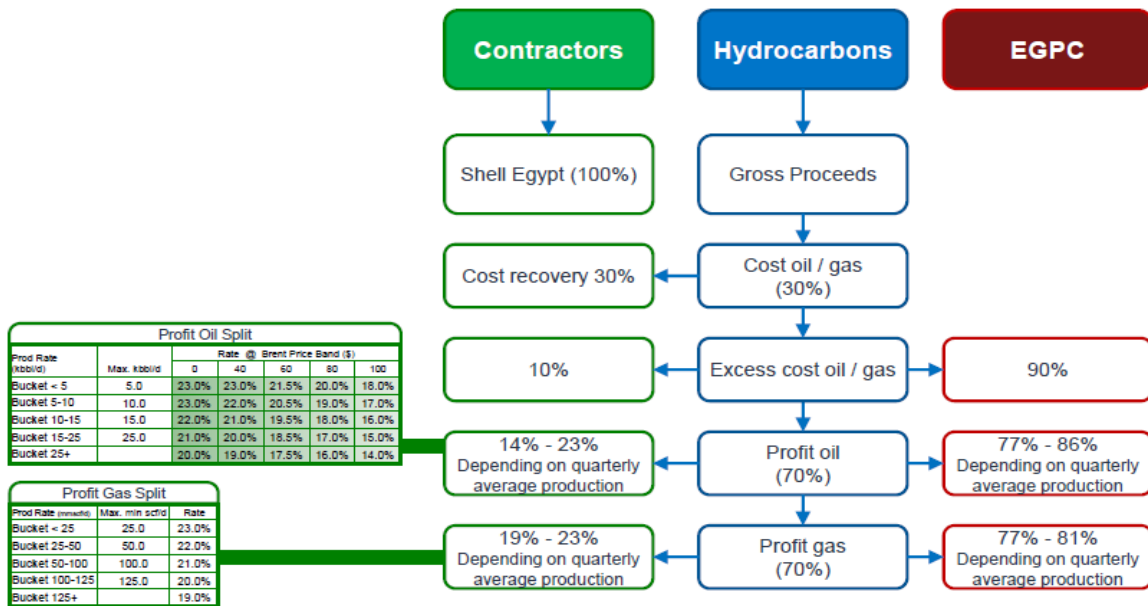 Contractors
Hydrocarbons
EGPC
Shell Egypt (100%)
Gross Proceeds
Cost recovery 30%
Cost oil / gas
(30%)
10%
Excess cost oil / gas
90%
14% - 23%
Depending on quarterly
average production
Profit oil
(70%)
77% - 86%
Depending on quarterly
average production
19% - 23%
Depending on quarterly
average production
Profit gas
(70%)
77% - 81%
Depending on quarterly
average production
Profit Oil Split
Prod Rate
(kbbl/d) Max. kbbl/d Rate @ Brent Price Band ($)
0 40 60 80 100
Bucket < 5 5.0 23.0% 23.0% 21.5% 20.0% 18.0%
Bucket 5-10 10.0 23.0% 22.0% 20.5% 19.0% 17.0%
Bucket 10-15 15.0 22.0% 21.0% 19.5% 18.0% 16.0%
Bucket 15-25 25.0 21.0% 20.0% 18.5% 17.0% 15.0%
Bucket 25+ 20.0% 19.0% 17.5% 16.0% 14.0%
Profit Gas Split
Prod Rate (mmscf/d) Max. mln scf/d Rate
Bucket < 25 25.0 23.0%
Bucket 25-50 50.0 22.0%
Bucket 50-100 100.0 21.0%
Bucket 100-125 125.0 20.0%
Bucket 125+ 19.0%